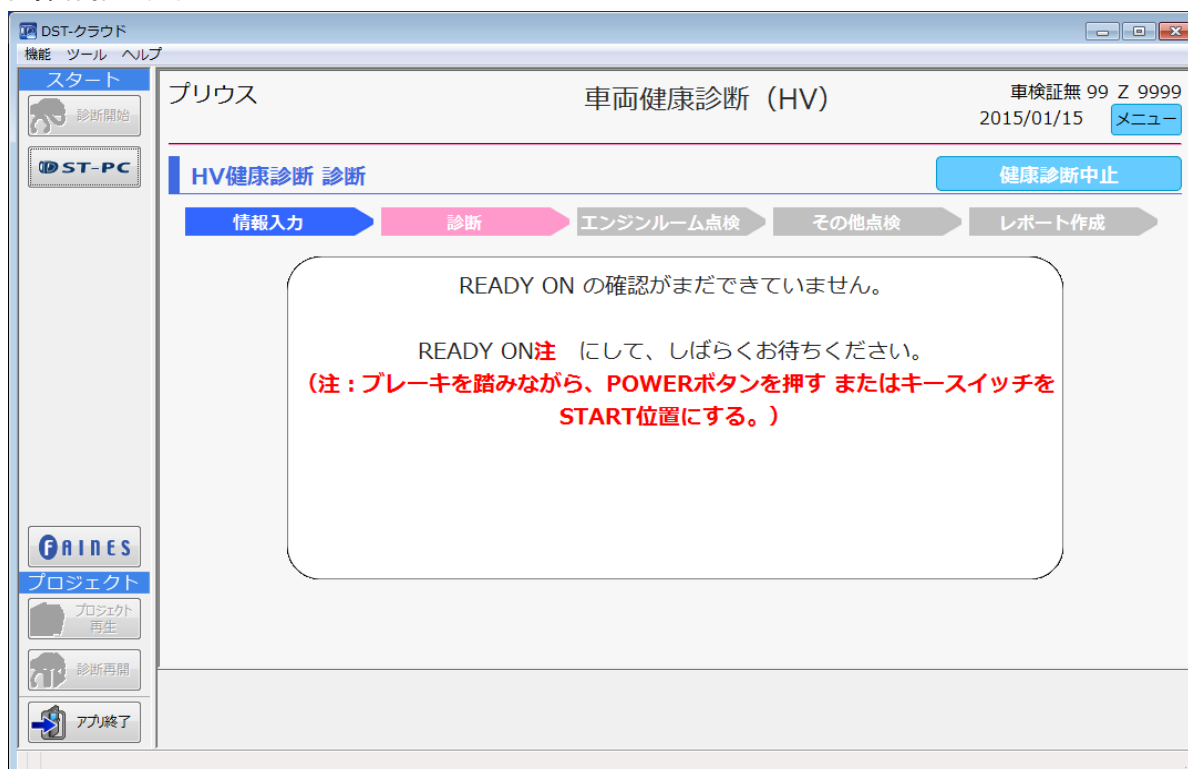 DST-クラウド
機能 ツール ヘルプ
スタート
診断開始
DST-PC
プリウス
車両健康診断（HV）
車検証無 99 Z 9999
2015/01/15
メニュー
HV健康診断 診断
健康診断中止
情報入力 診断 エンジンルーム点検 その他点検 レポート作成
READY ON の確認がまだできていません。
READY ON注 にして、しばらくお待ちください。
（注：ブレーキを踏みながら、POWERボタンを押す またはキースイッチを
START位置にする。）
FAINES
プロジェクト
プロジェクト
再生
診断再開
アプリ終了